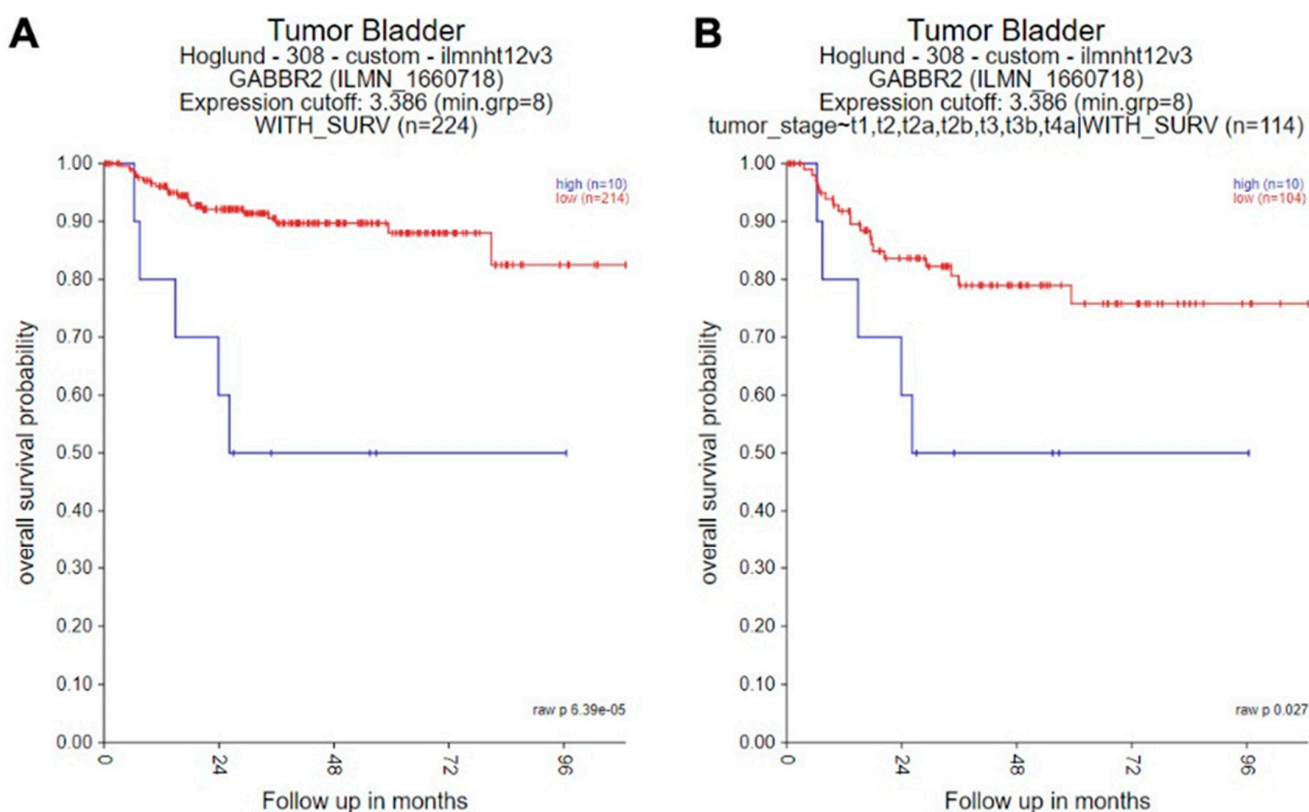 A
Tumor Bladder
Hoglund - 308 - custom - ilmnht12v3
GABBR2 (ILMN_1660718)
Expression cutoff: 3.386 (min.grp=8)
WITH_SURV (n=224)
1.00
0.90
0.80
0.70
0.60
0.50
0.40
0.30
0.20
0.10
0.00
overall survival probability
high (n=10)
low (n=214)
raw p 6.39e-05
0
24
48
72
96
Follow up in months
B
Tumor Bladder
Hoglund - 308 - custom - ilmnht12v3
GABBR2 (ILMN_1660718)
Expression cutoff: 3.386 (min.grp=8)
tumor_stage~t1,t2,t2a,t2b,t3,t3b,t4a|WITH_SURV (n=114)
1.00
0.90
0.80
0.70
0.60
0.50
0.40
0.30
0.20
0.10
0.00
overall survival probability
high (n=10)
low (n=104)
raw p 0.027
0
24
48
72
96
Follow up in months